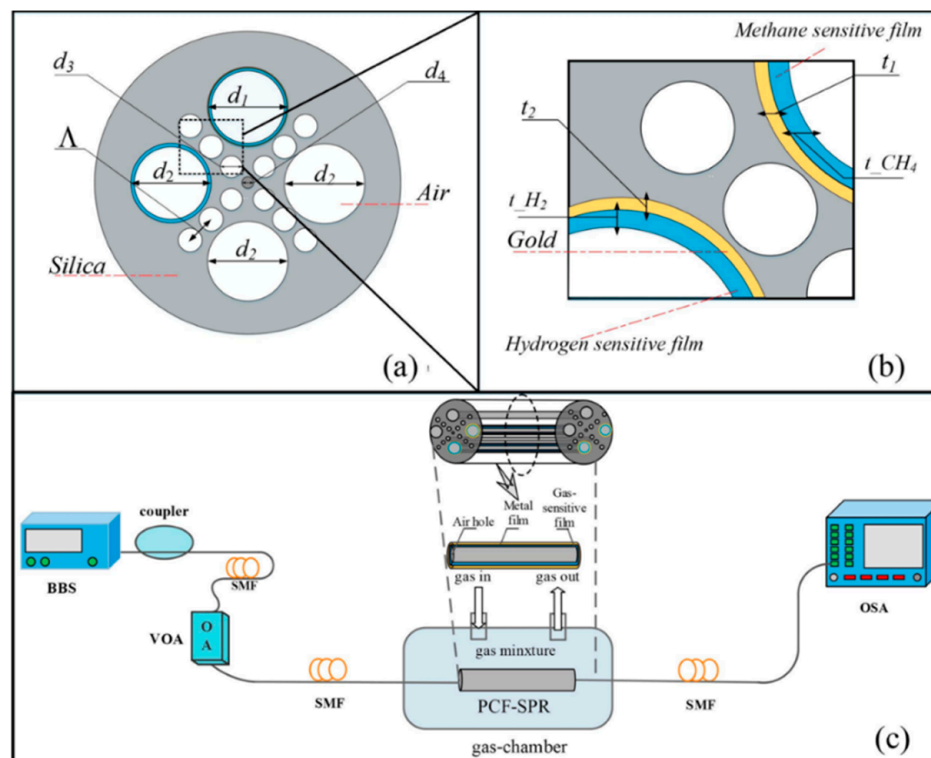 d₃
d₄
d₁
Λ
d₂
d₂
Air
d₂
Silica
(a)
Methane sensitive film
t₁
t₂
t_CH₄
t_H₂
Gold
Hydrogen sensitive film
(b)
coupler
BBS
SMF
VOA
O
A
SMF
Air hole
Metal
film
Gas-
sensitive
film
gas in
gas out
gas minxture
PCF-SPR
gas-chamber
SMF
OSA
(c)